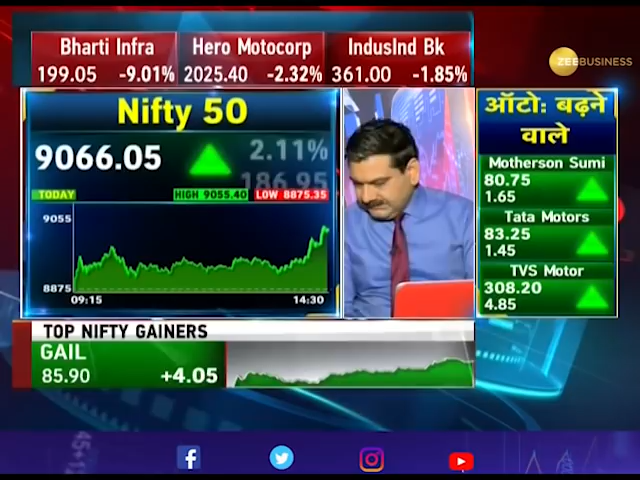 Bharti Infra
199.05 -9.01%
Hero Motocorp
2025.40 -2.32%
IndusInd Bk
361.00 -1.85%
ZEE BUSINESS
Nifty 50
9066.05
2.11%
186.95
TODAY
HIGH 9055.40 LOW 8875.35
9055
8875
09:15 14:30
ऑटो: बढ़ने
वाले
Motherson Sumi
80.75
1.65
Tata Motors
83.25
1.45
TVS Motor
308.20
4.85
TOP NIFTY GAINERS
GAIL
85.90 +4.05